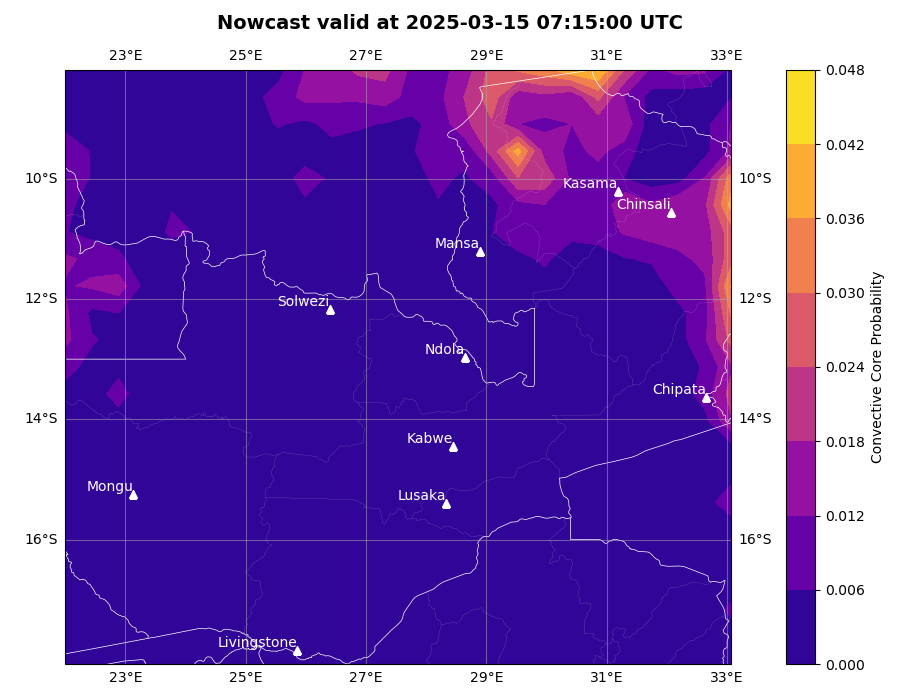 Nowcast valid at 2025-03-15 07:15:00 UTC
23°E 25°E 27°E 29°E 31°E 33°E
0.048
0.042
10°S 10°S
Kasama
Chinsali
0.036
Mansa
12°S 12°S
Solwezi
0.030
Ndola
0.024
Chipata
14°S 14°S
Kabwe
0.018
Mongu
Lusaka
0.012
16°S 16°S
0.006
Livingstone
0.000
23°E 25°E 27°E 29°E 31°E 33°E
Convective Core Probability